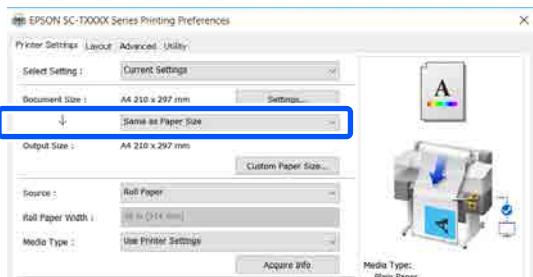 EPSON SC-TXXXX Series Printing Preferences
Printer Settings Layout Advanced Utility
Select Setting : Current Settings
Document Size : A4 210 x 297 mm Settings...
↓ Same as Paper Size
Output Size : A4 210 x 297 mm
Custom Paper Size...
Source : Roll Paper
Roll Paper Width :
Media Type : Use Printer Settings
Acquire Info
A
A
Media Type:
Plain Paper